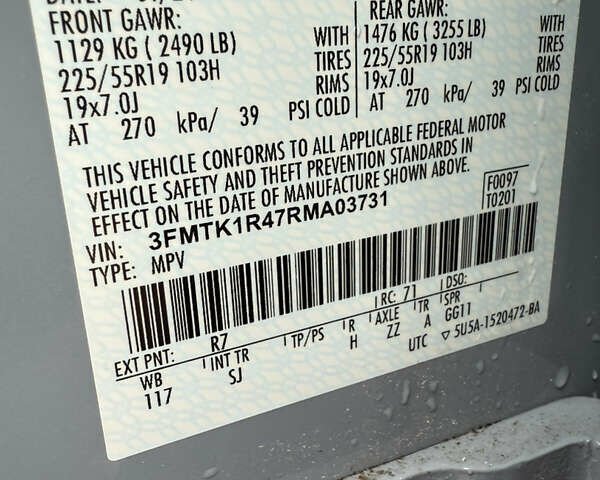 FRONT GAWR:
1129 KG ( 2490 LB) WITH
225/55R19 103H TIRES
19x7.0J RIMS
AT 270 kPa/ 39 PSI COLD
REAR GAWR:
1476 KG ( 3255 LB) WITH
225/55R19 103H TIRES
19x7.0J RIMS
AT 270 kPa/ 39 PSI COLD
THIS VEHICLE CONFORMS TO ALL APPLICABLE FEDERAL MOTOR
VEHICLE SAFETY AND THEFT PREVENTION STANDARDS IN
EFFECT ON THE DATE OF MANUFACTURE SHOWN ABOVE.
VIN: 3FMTK1R47RMA03731
TYPE: MPV
F0097
T0201
EXT PNT: R7 RC: 71 DSO:
WB INT TR TP/PS R AXLE TR SPR
117 SJ H ZZ A GG11
UTC ▽ 5U5A-1520472-BA